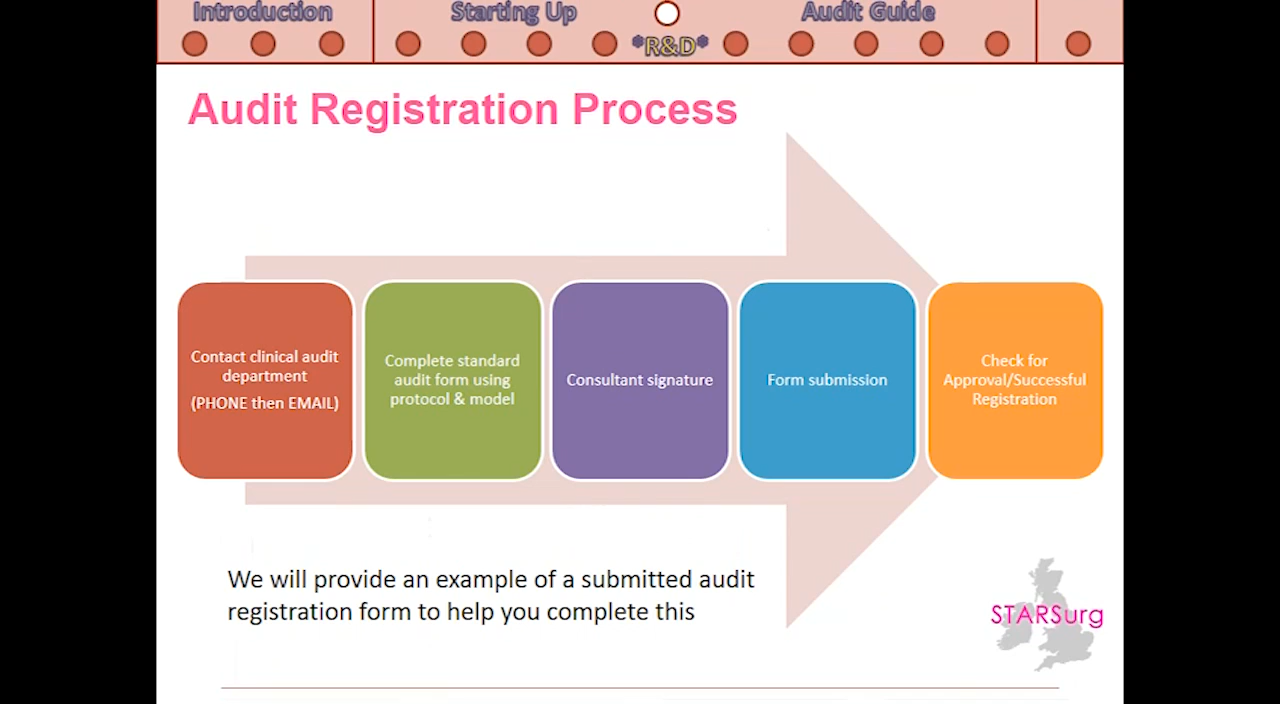 Introduction
Starting Up
Audit Guide
*R&D*
Audit Registration Process
Contact clinical audit
department
(PHONE then EMAIL)
Complete standard
audit form using
protocol & model
Consultant signature
Form submission
Check for
Approval/Successful
Registration
We will provide an example of a submitted audit
registration form to help you complete this
STARSurg